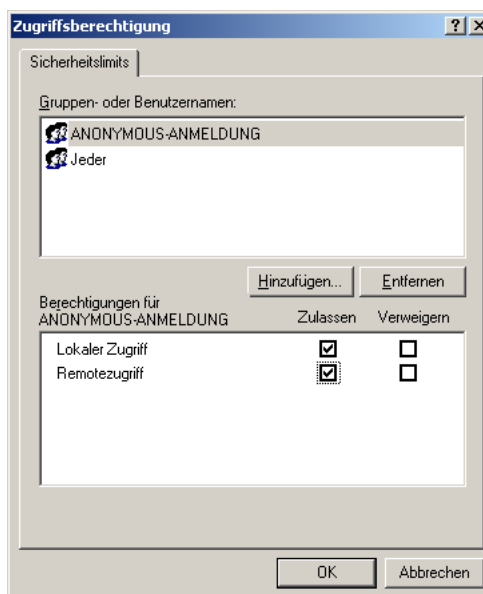 Zugriffsberechtigung
Sicherheitslimits
Gruppen- oder Benutzernamen:
ANONYMOUS-ANMELDUNG
Jeder
Hinzufügen... Entfernen
Berechtigungen für
ANONYMOUS-ANMELDUNG Zulassen Verweigern
Lokaler Zugriff
Remotezugriff
OK Abbrechen